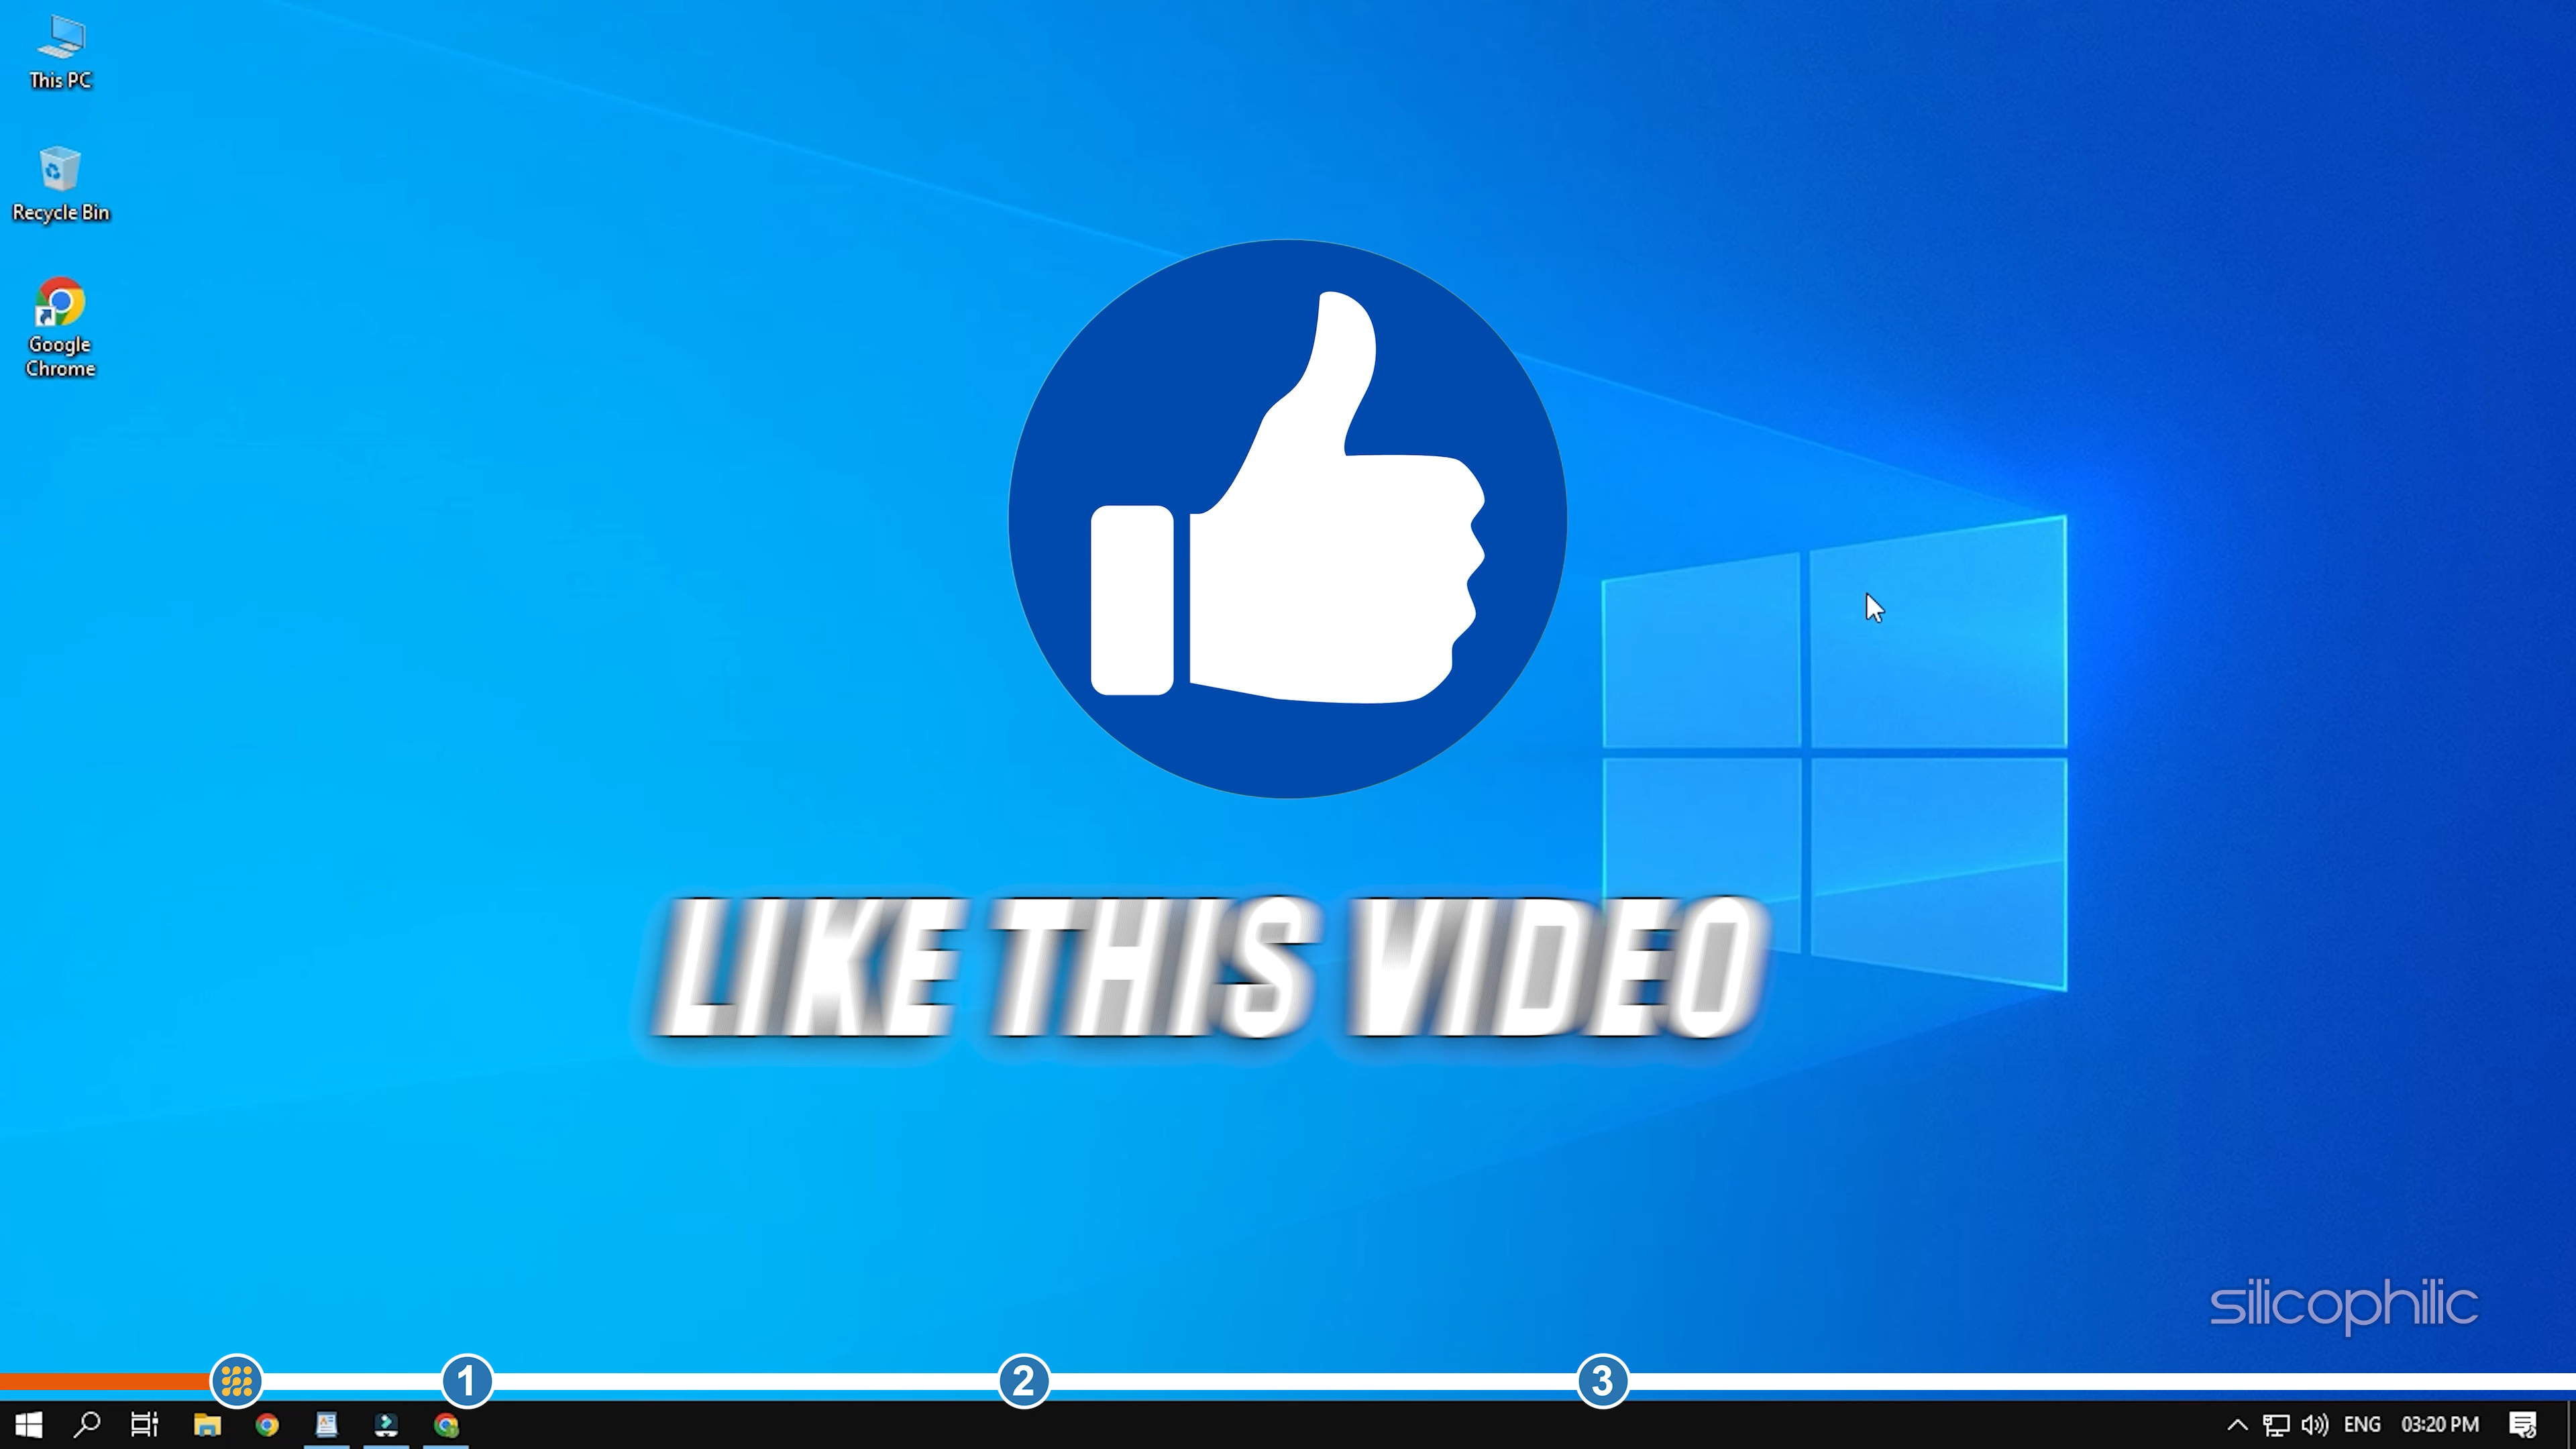 This PC
Recycle Bin
Google
Chrome
LIKE THIS VIDEO
silicophilic
1
2
3
ENG
03:20 PM